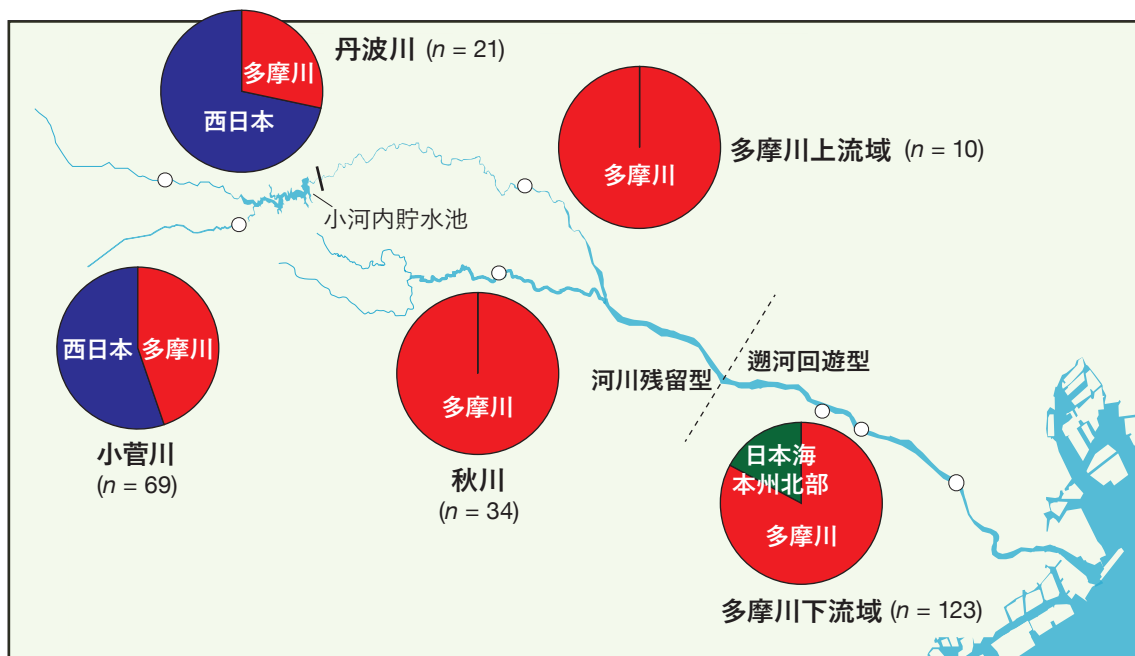 丹波川 (n = 21)
多摩川
西日本
多摩川上流域 (n = 10)
多摩川
小河内貯水池
西日本
多摩川
小菅川
(n = 69)
多摩川
秋川
(n = 34)
河川残留型
遡河回遊型
日本海
本州北部
多摩川
多摩川下流域 (n = 123)